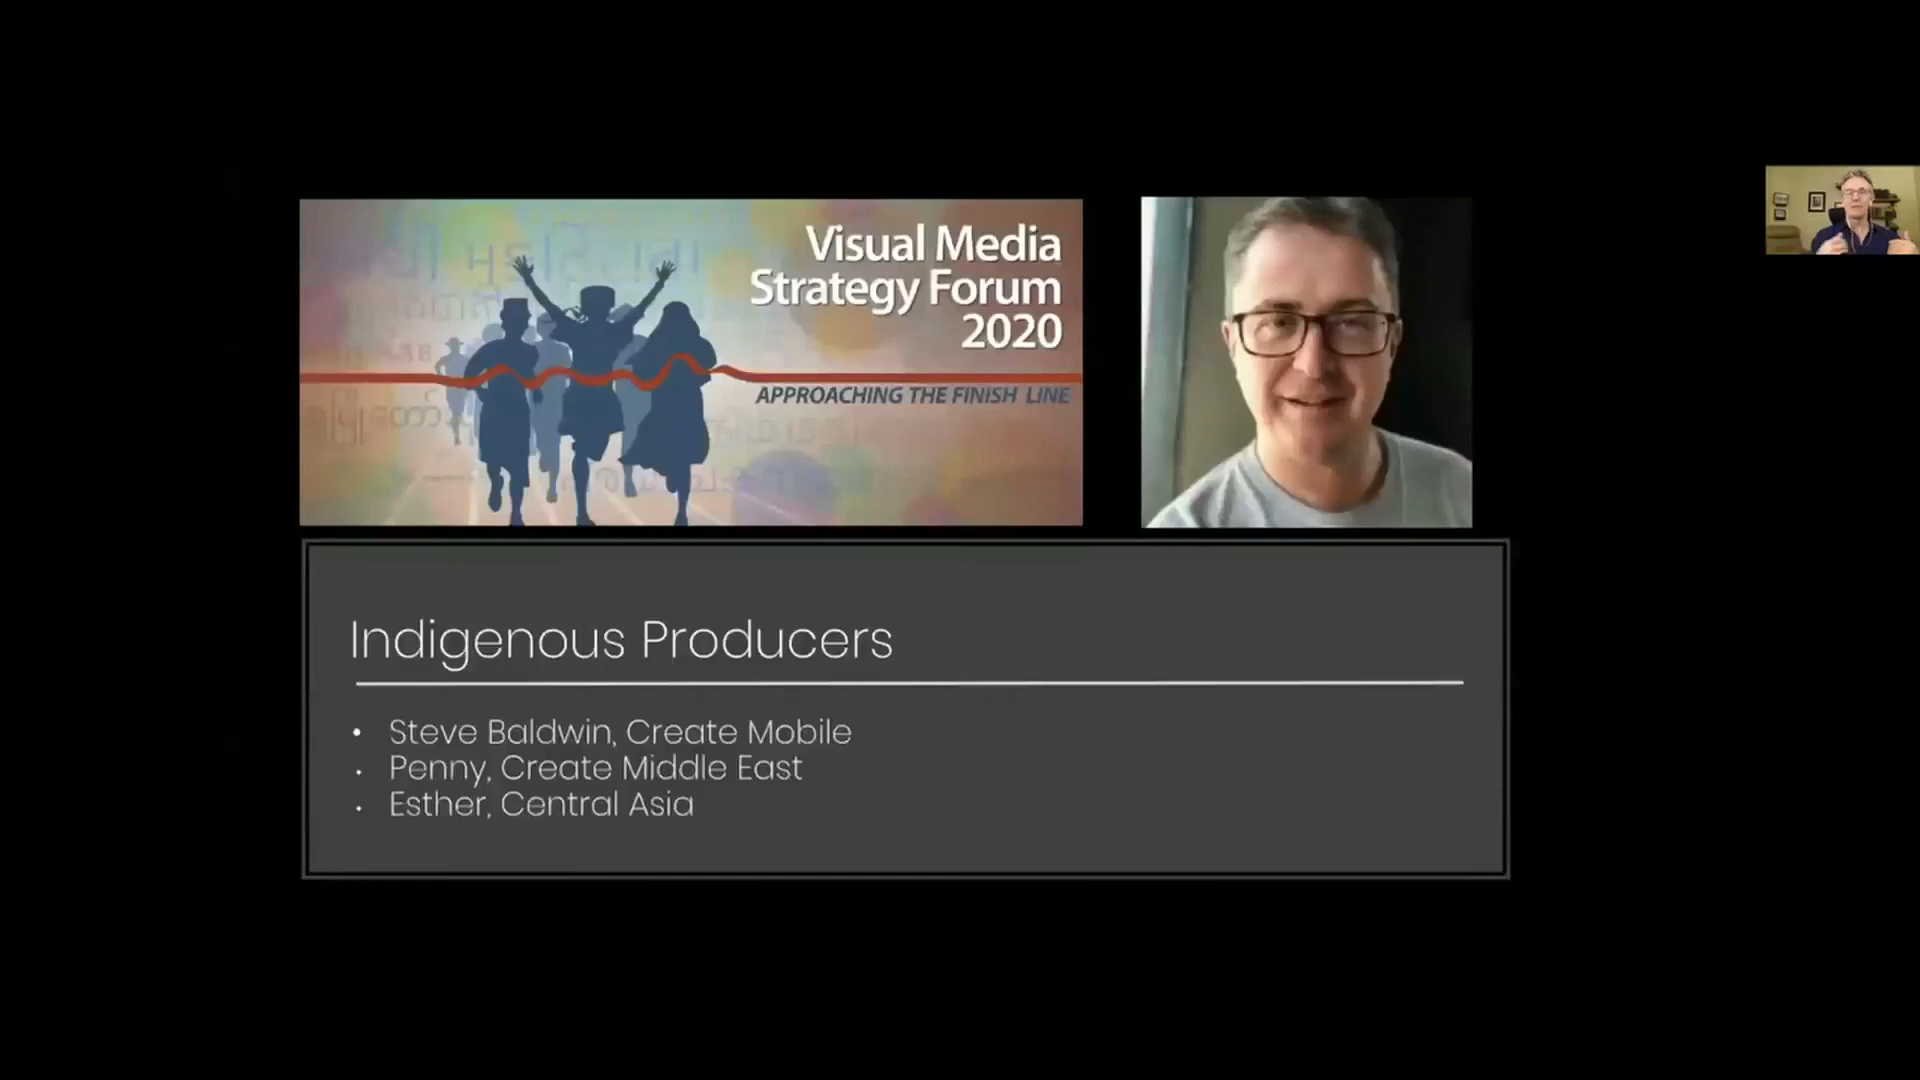 Visual Media
Strategy Forum
2020
APPROACHING THE FINISH LINE
Indigenous Producers
• Steve Baldwin, Create Mobile
• Penny, Create Middle East
• Esther, Central Asia